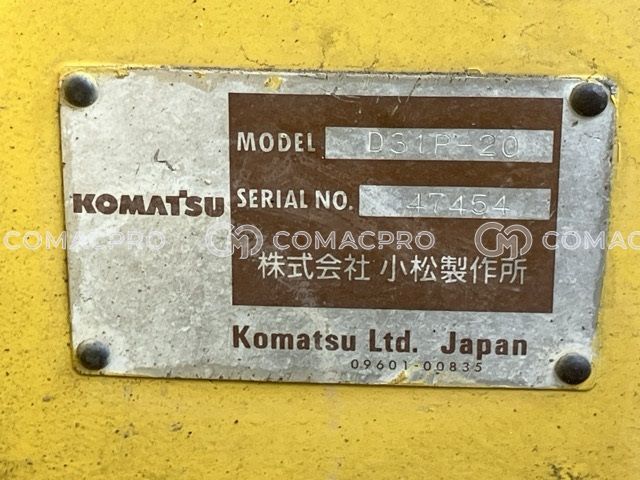 MODEL D31P-20
KOMATSU SERIAL NO. 47454
COMACPRO COMACPRO COMACPRO
株式会社 小松製作所
Komatsu Ltd. Japan
09601-00835